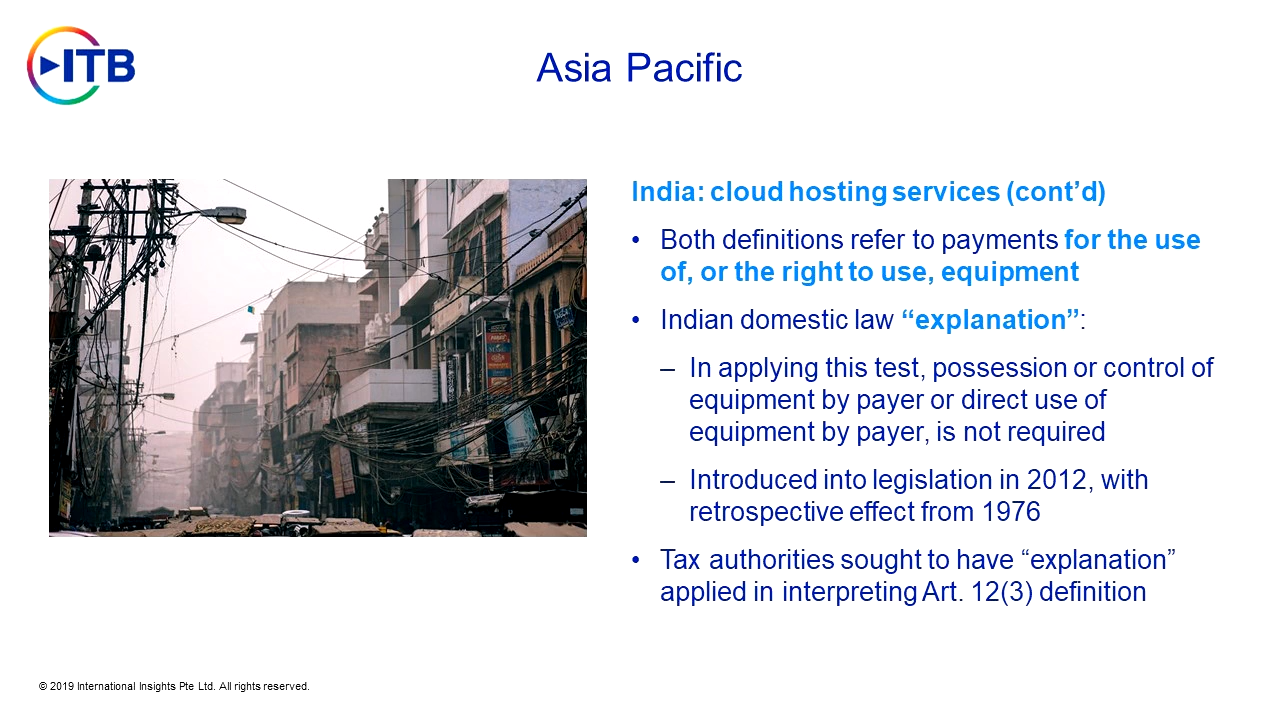 ITB
Asia Pacific
India: cloud hosting services (cont’d)
• Both definitions refer to payments for the use
of, or the right to use, equipment
• Indian domestic law “explanation”:
– In applying this test, possession or control of
equipment by payer or direct use of
equipment by payer, is not required
– Introduced into legislation in 2012, with
retrospective effect from 1976
• Tax authorities sought to have “explanation”
applied in interpreting Art. 12(3) definition
© 2019 International Insights Pte Ltd. All rights reserved.